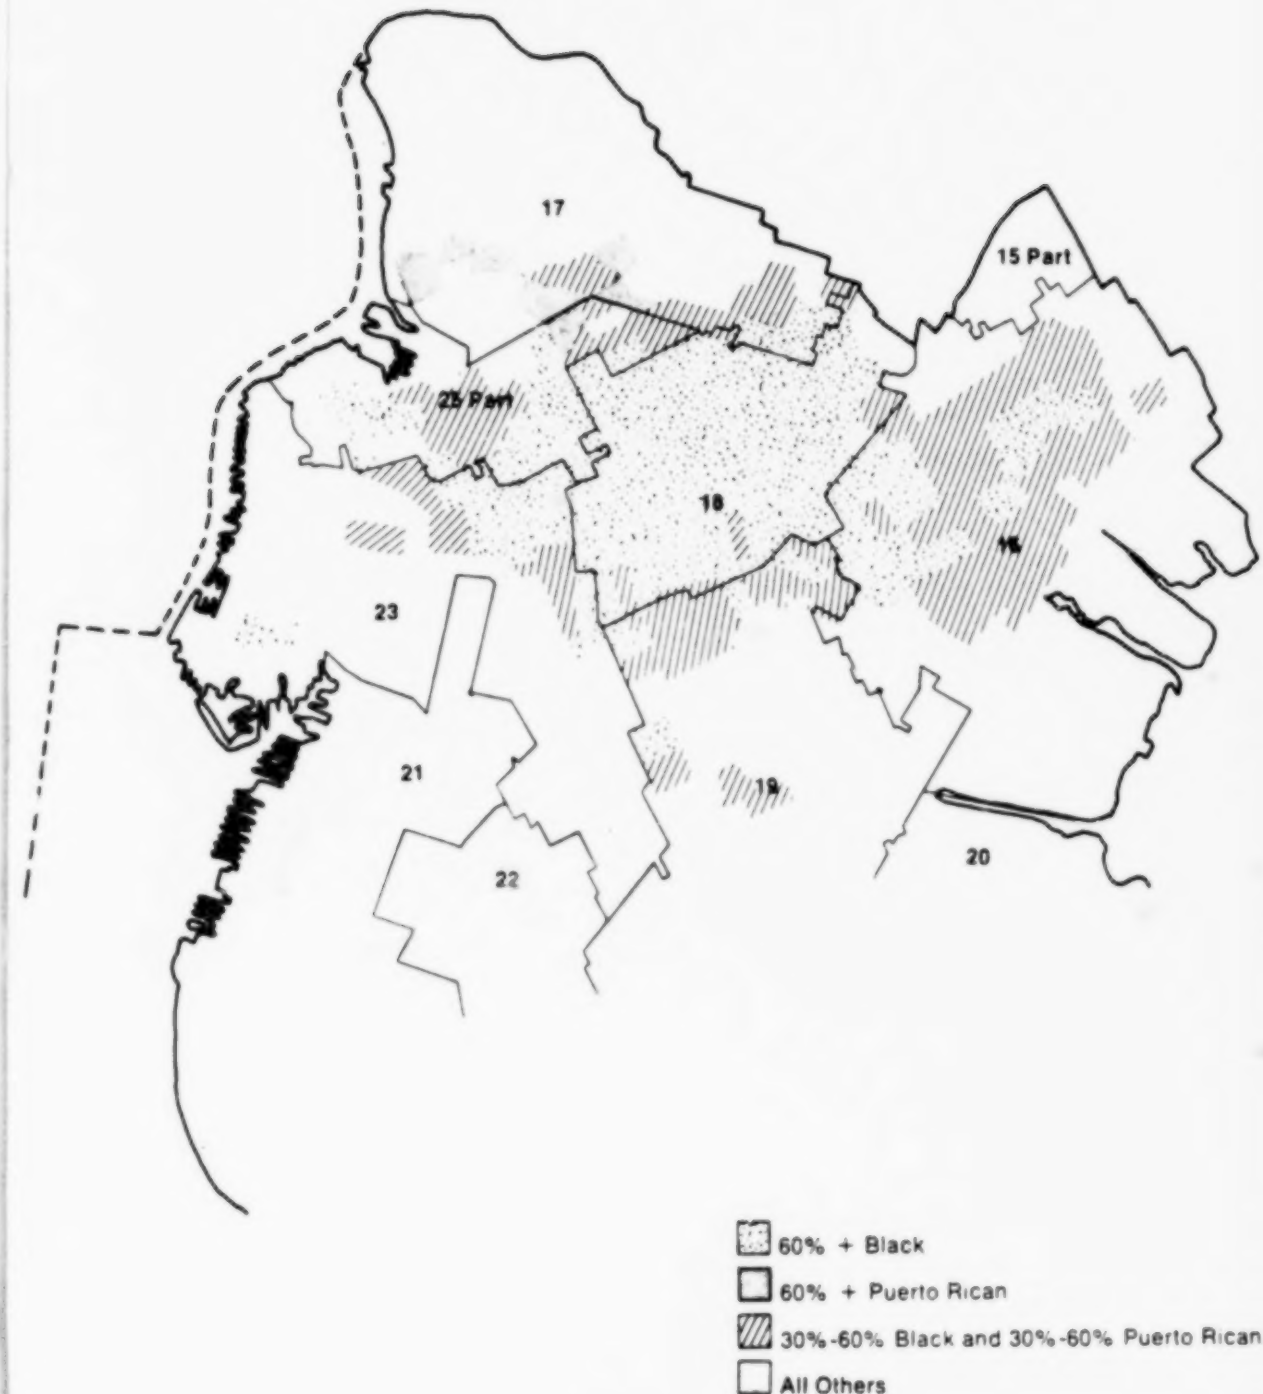 17
15 Part
25 Part
18
16
23
21
19
20
22
60% + Black
60% + Puerto Rican
30%-60% Black and 30%-60% Puerto Rican
All Others